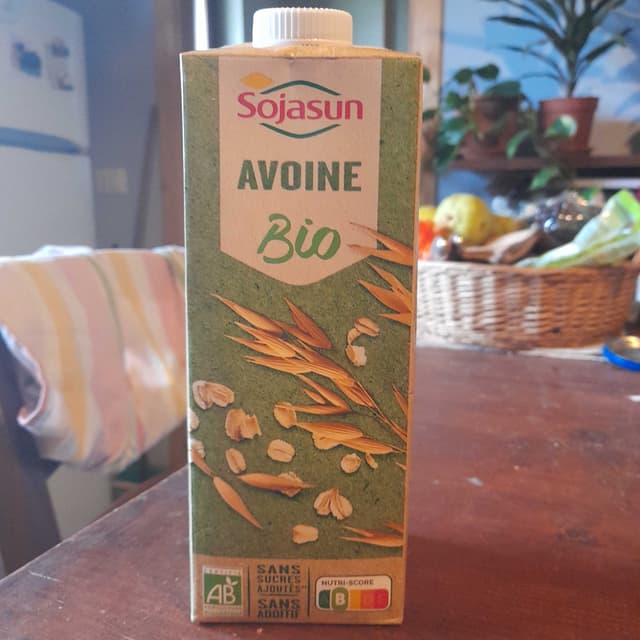 Sojasun
AVOINE
Bio
AB
SANS
SUCRES
AJOUTÉS
SANS
ADDITIF
NUTRI-SCORE
B